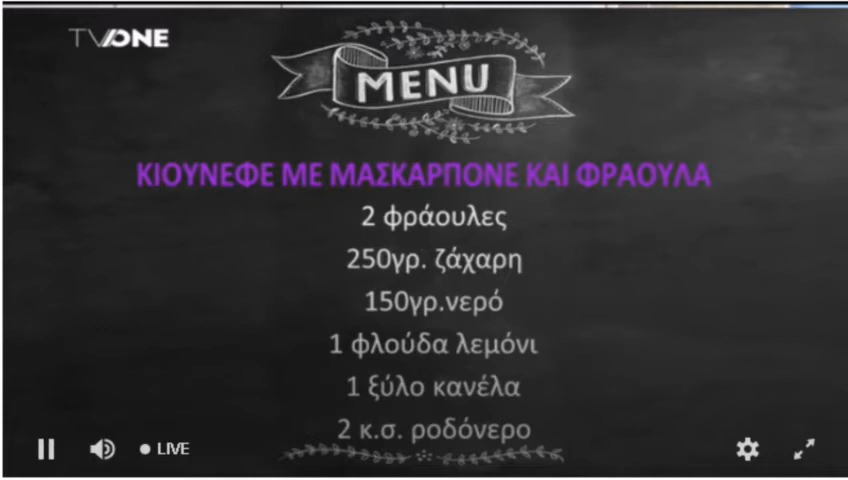 TVONE
MENU
ΚΙΟΥΝΕΦΕ ΜΕ ΜΑΣΚΑΡΠΟΝΕ ΚΑΙ ΦΡΑΟΥΛΑ
2 φράουλες
250γρ. ζάχαρη
150γρ.νερό
1 φλούδα λεμόνι
1 ξύλο κανέλα
2 κ.σ. ροδόνερο
LIVE